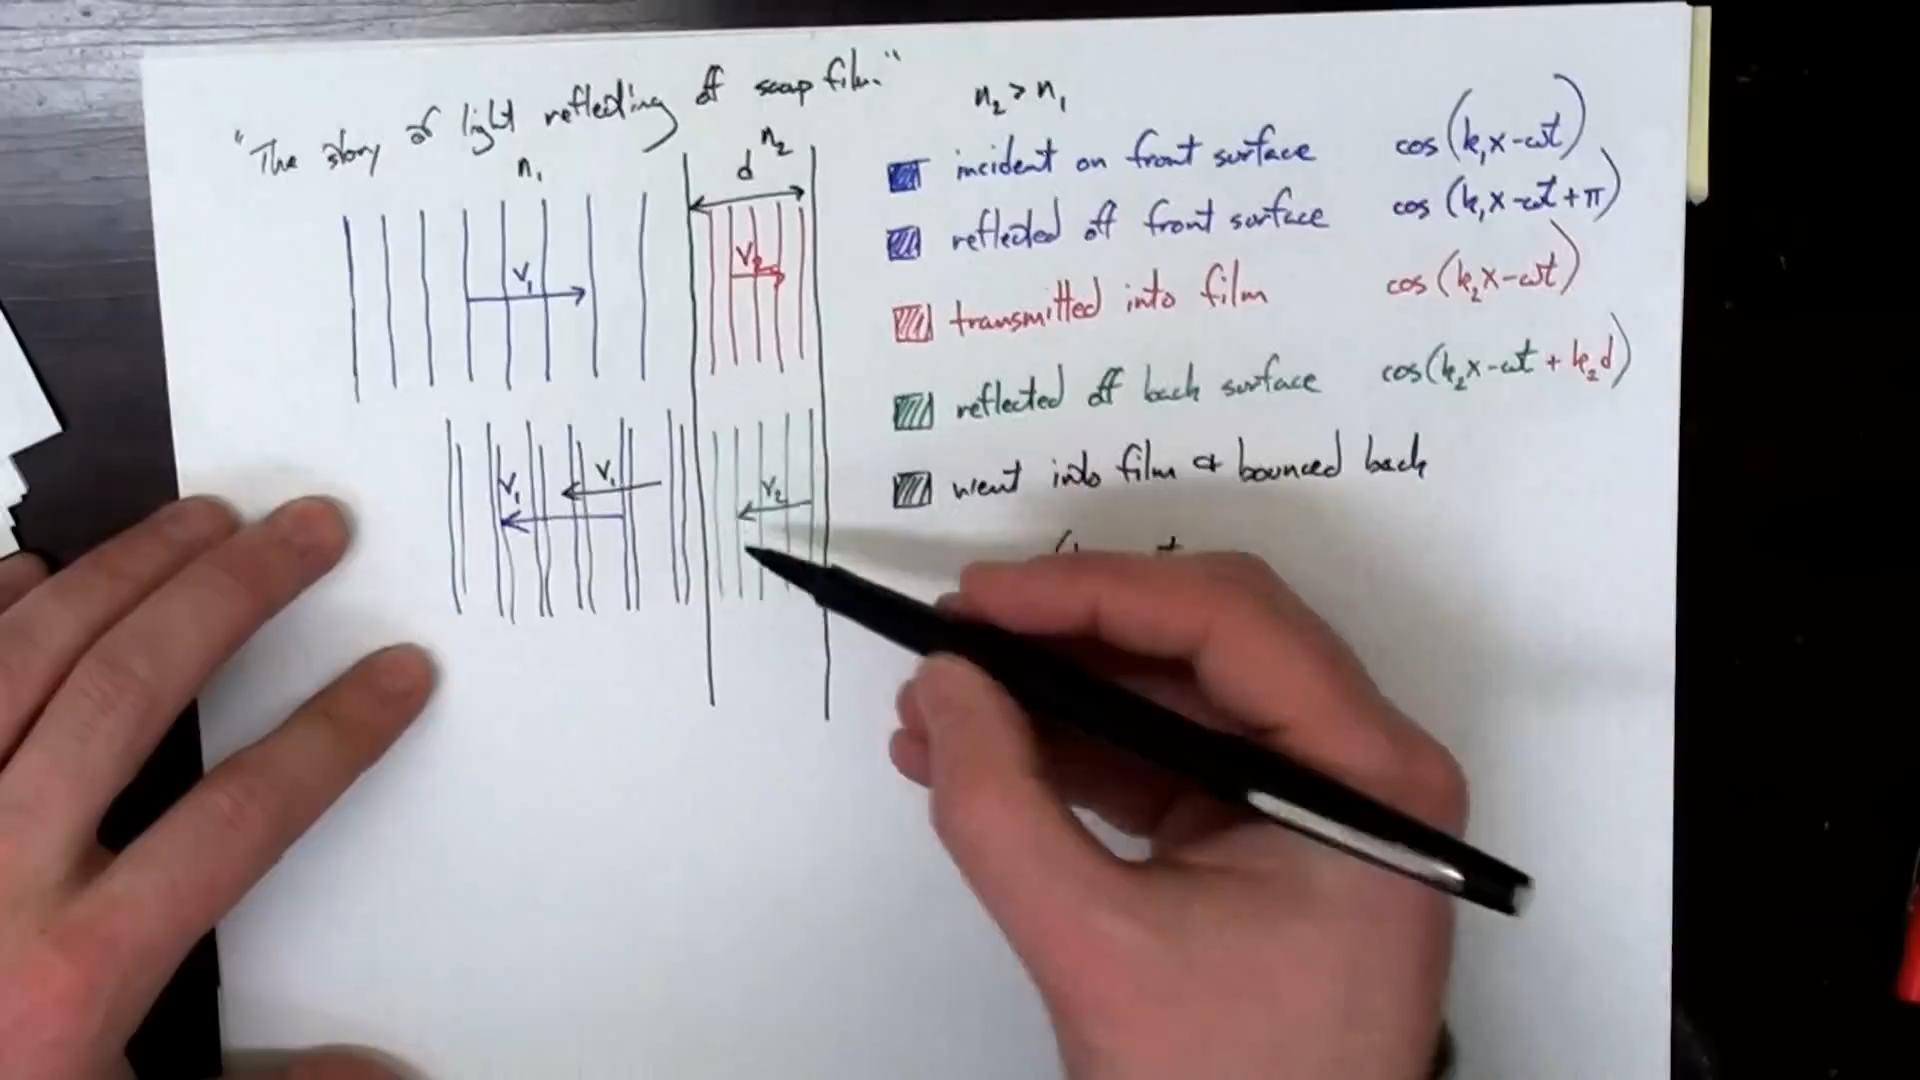 "The story of light reflecting off soap film."
n₂ > n₁
n₁
d
n₂
V₁
V₂
V₁
V₁
V₂
incident on front surface cos(k₁x-ωt)
reflected off front surface cos(k₁x-ωt+π)
transmitted into film cos(k₂x-ωt)
reflected off back surface cos(k₂x-ωt+k₂d)
went into film & bounced back